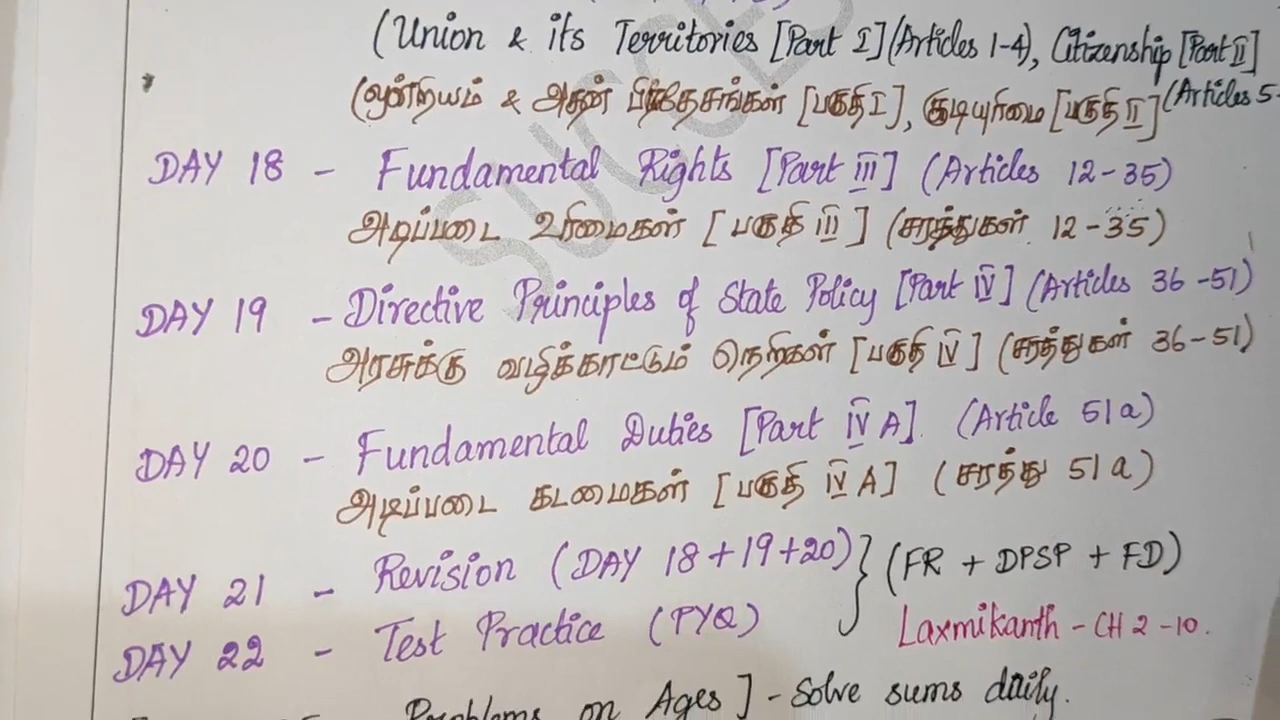 (Union & its Territories [Part I] (Articles 1-4), Citizenship [Part II]
(ஒன்றியம் & அதன் பிரதேசங்கள் [பகுதி I], குடியுரிமை [பகுதி II] (Articles 5-
DAY 18 - Fundamental Rights [Part III] (Articles 12-35)
அடிப்படை உரிமைகள் [பகுதி III] (சரத்துகள் 12-35)
DAY 19 - Directive Principles of State Policy [Part IV] (Articles 36-51)
அரசுக்கு வழிக்காட்டும் நெறிகள் [பகுதி IV] (சரத்துகள் 36-51)
DAY 20 - Fundamental Duties [Part IV A]. (Article 51a)
அடிப்படை கடமைகள் [பகுதி IV A] (சரத்து 51a)
DAY 21 - Revision (DAY 18+19+20) } (FR + DPSP + FD)
DAY 22 - Test Practice (PYQ) Laxmikanth - CH 2-10.
Problems on Ages] - Solve sums daily.
SUCCES